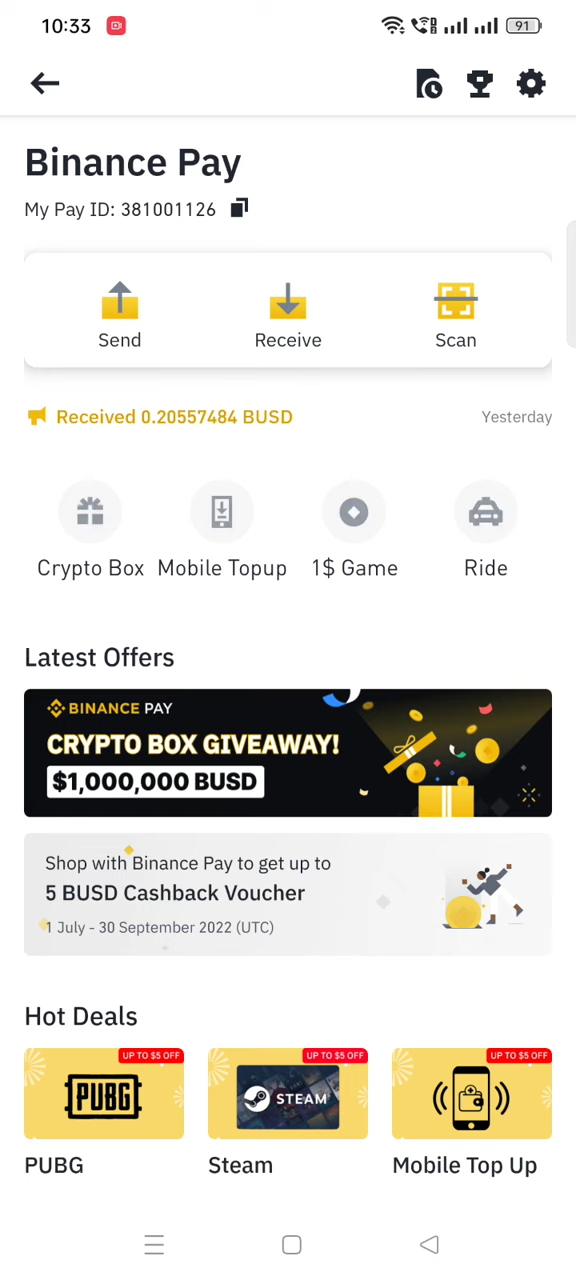 10:33
91
Binance Pay
My Pay ID: 381001126
Send
Receive
Scan
Received 0.20557484 BUSD
Yesterday
Crypto Box
Mobile Topup
1$ Game
Ride
Latest Offers
BINANCE PAY
CRYPTO BOX GIVEAWAY!
$1,000,000 BUSD
Shop with Binance Pay to get up to
5 BUSD Cashback Voucher
1 July - 30 September 2022 (UTC)
Hot Deals
UP TO $5 OFF
PUBG
PUBG
UP TO $5 OFF
STEAM
Steam
UP TO $5 OFF
Mobile Top Up